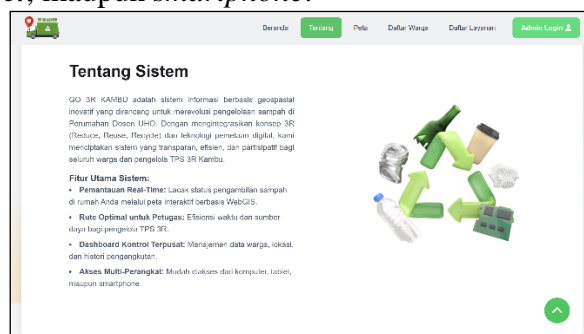 maupun smartphone.
Beranda Tentang Peta Daftar Warga Daftar Layanan Admin Login
Tentang Sistem
GO 3R KAMBU adalah sistem informasi berbasis geospasial
inovatif yang dirancang untuk merevolusi pengelolaan sampah di
Perumahan Dosen UHO. Dengan mengintegrasikan konsep 3R
(Reduce, Reuse, Recycle) dan teknologi pemetaan digital, kami
menciptakan sistem yang transparan, efisien, dan partisipatif bagi
seluruh warga dan pengelola TPS 3R Kambu.
Fitur Utama Sistem:
• Pemantauan Real-Time: Lacak status pengambilan sampah
di rumah Anda melalui peta interaktif berbasis WebGIS.
• Rute Optimal untuk Petugas: Efisiensi waktu dan sumber
daya bagi pengelola TPS 3R.
• Dashboard Kontrol Terpusat: Manajemen data warga, lokasi,
dan histori pengangkutan.
• Akses Multi-Perangkat: Mudah diakses dari komputer, tablet,
maupun smartphone.